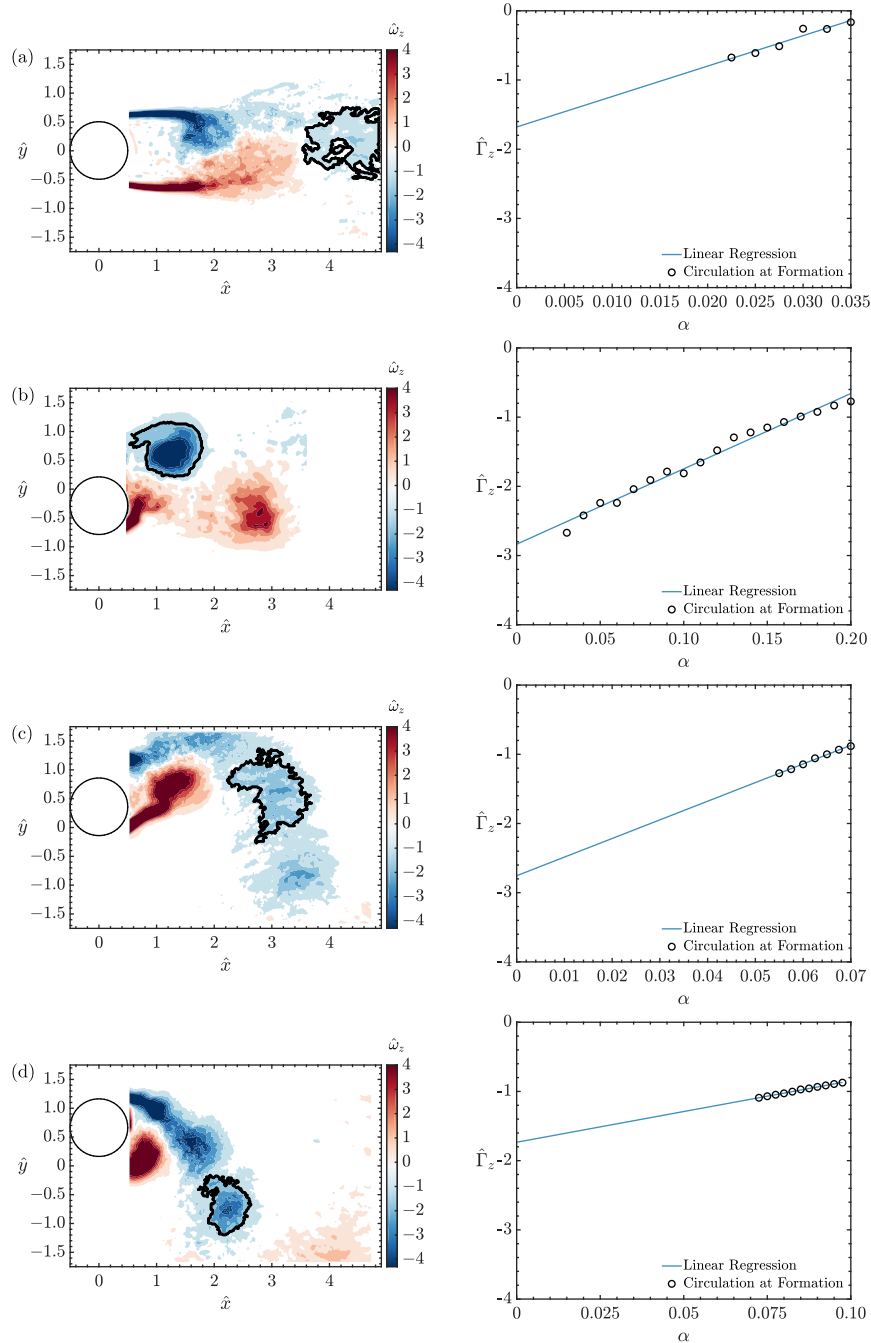 (a)
ω̂z
4
3
2
1
0
−1
−2
−3
−4
1.5
1.0
0.5
0
−0.5
−1.0
−1.5
ŷ
0 1 2 3 4
x̂
0
-1
-2
-3
-4
Γ̂z
Linear Regression
Circulation at Formation
0 0.005 0.010 0.015 0.020 0.025 0.030 0.035
α
(b)
ω̂z
4
3
2
1
0
−1
−2
−3
−4
1.5
1.0
0.5
0
−0.5
−1.0
−1.5
ŷ
0 1 2 3 4
x̂
0
-1
-2
-3
-4
Γ̂z
Linear Regression
Circulation at Formation
0 0.05 0.10 0.15 0.20
α
(c)
ω̂z
4
3
2
1
0
−1
−2
−3
−4
1.5
1.0
0.5
0
−0.5
−1.0
−1.5
ŷ
0 1 2 3 4
x̂
0
-1
-2
-3
-4
Γ̂z
Linear Regression
Circulation at Formation
0 0.01 0.02 0.03 0.04 0.05 0.06 0.07
α
(d)
ω̂z
4
3
2
1
0
−1
−2
−3
−4
1.5
1.0
0.5
0
−0.5
−1.0
−1.5
ŷ
0 1 2 3 4
x̂
0
-1
-2
-3
-4
Γ̂z
Linear Regression
Circulation at Formation
0 0.025 0.05 0.075 0.10
α